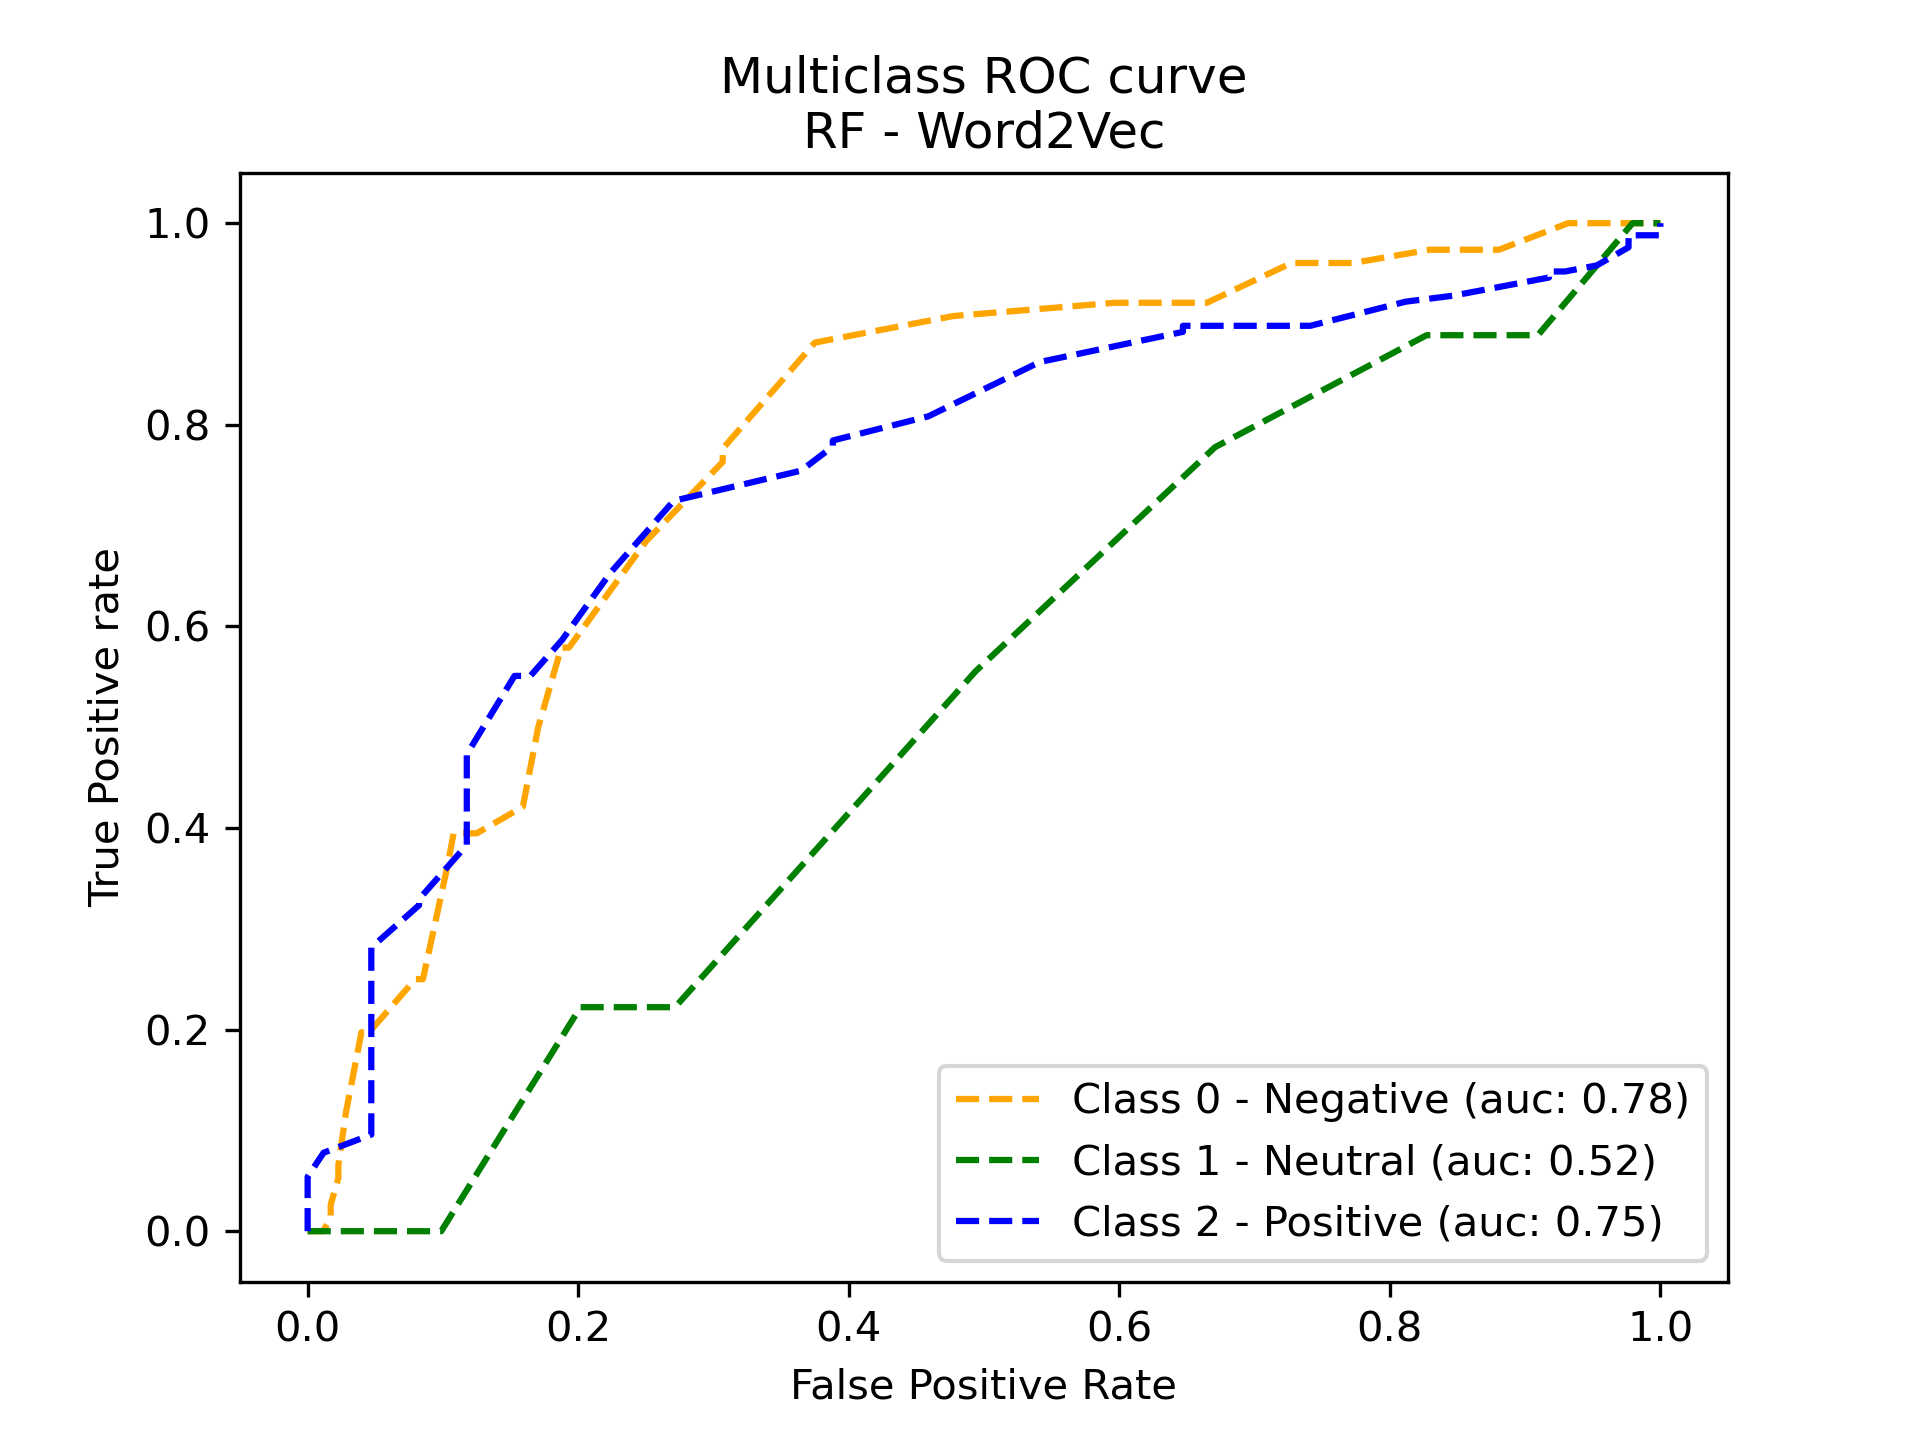 Multiclass ROC curve
RF - Word2Vec
True Positive rate
1.0
0.8
0.6
0.4
0.2
0.0
Class 0 - Negative (auc: 0.78)
Class 1 - Neutral (auc: 0.52)
Class 2 - Positive (auc: 0.75)
0.0 0.2 0.4 0.6 0.8 1.0
False Positive Rate